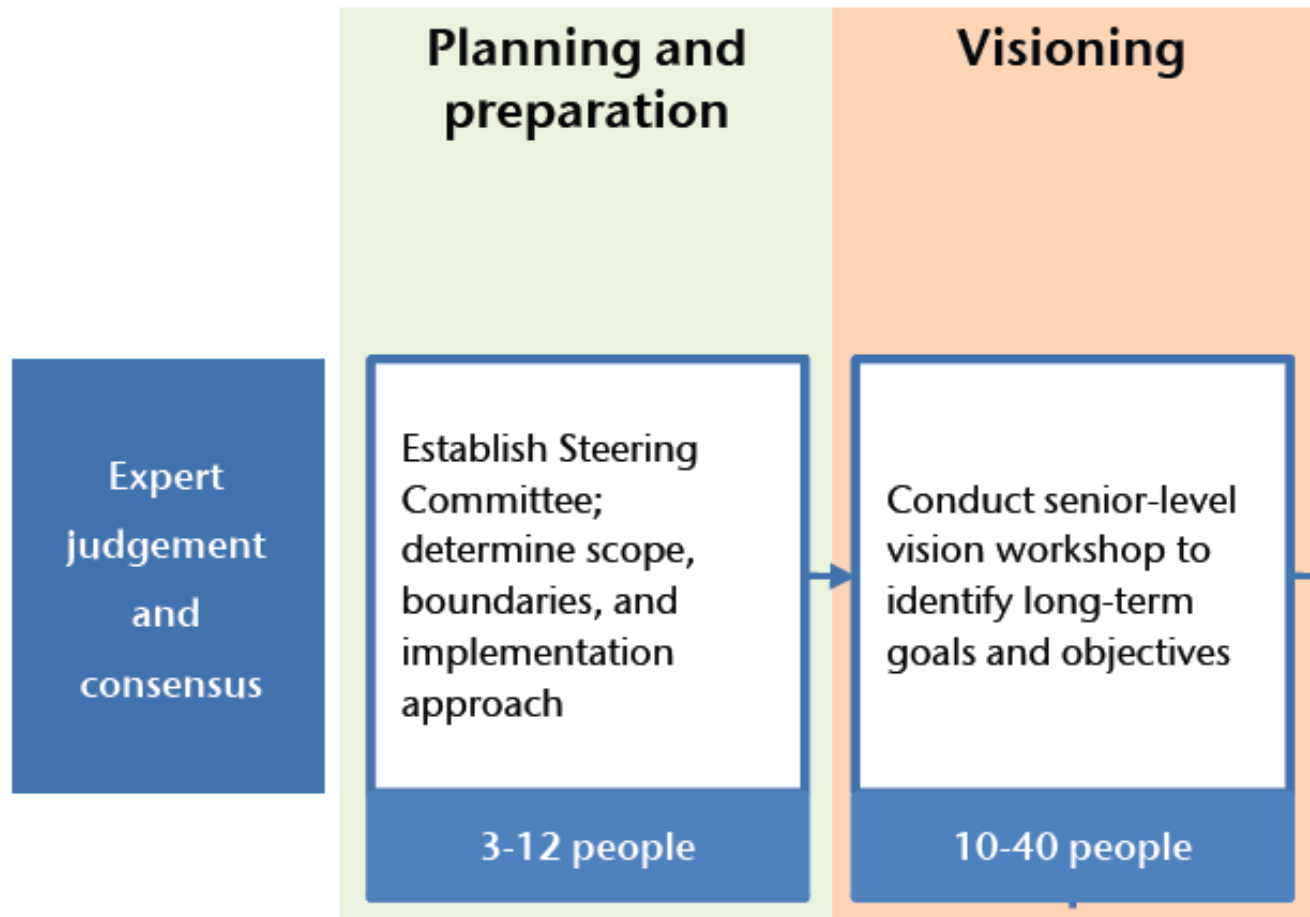 Planning and
preparation
Visioning
Expert
judgement
and
consensus
Establish Steering
Committee;
determine scope,
boundaries, and
implementation
approach
3-12 people
Conduct senior-level
vision workshop to
identify long-term
goals and objectives
10-40 people